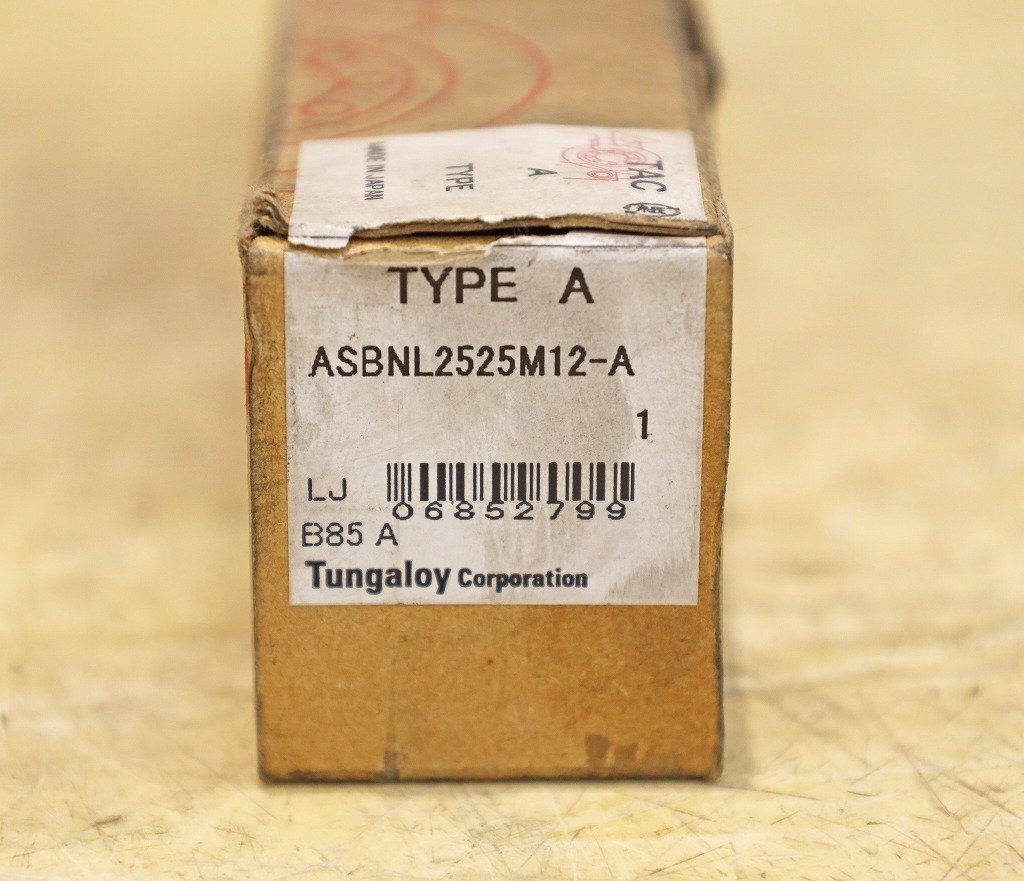 TAC
A
TYPE
MADE IN JAPAN
TYPE A
ASBNL2525M12-A
1
LJ
06852799
B85 A
Tungaloy Corporation